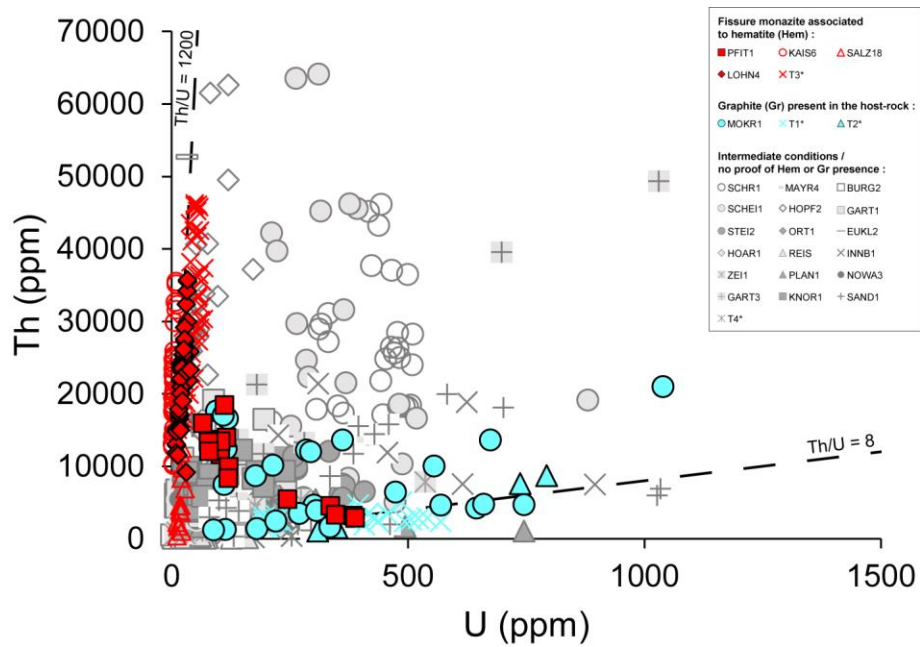 70000
60000
50000
40000
30000
20000
10000
0
Th (ppm)
0
500
1000
1500
U (ppm)
Th/U = 1200
Th/U = 8
Fissure monazite associated
to hematite (Hem) :
PFIT1 KAIS6 SALZ18
LOHN4 T3*
Graphite (Gr) present in the host-rock :
MOKR1 T1* T2*
Intermediate conditions /
no proof of Hem or Gr presence :
SCHR1 MAYR4 BURG2
SCHEI1 HOPF2 GART1
STEI2 ORT1 EUKL2
HOAR1 REIS INNB1
ZEI1 PLAN1 NOWA3
GART3 KNOR1 SAND1
T4*